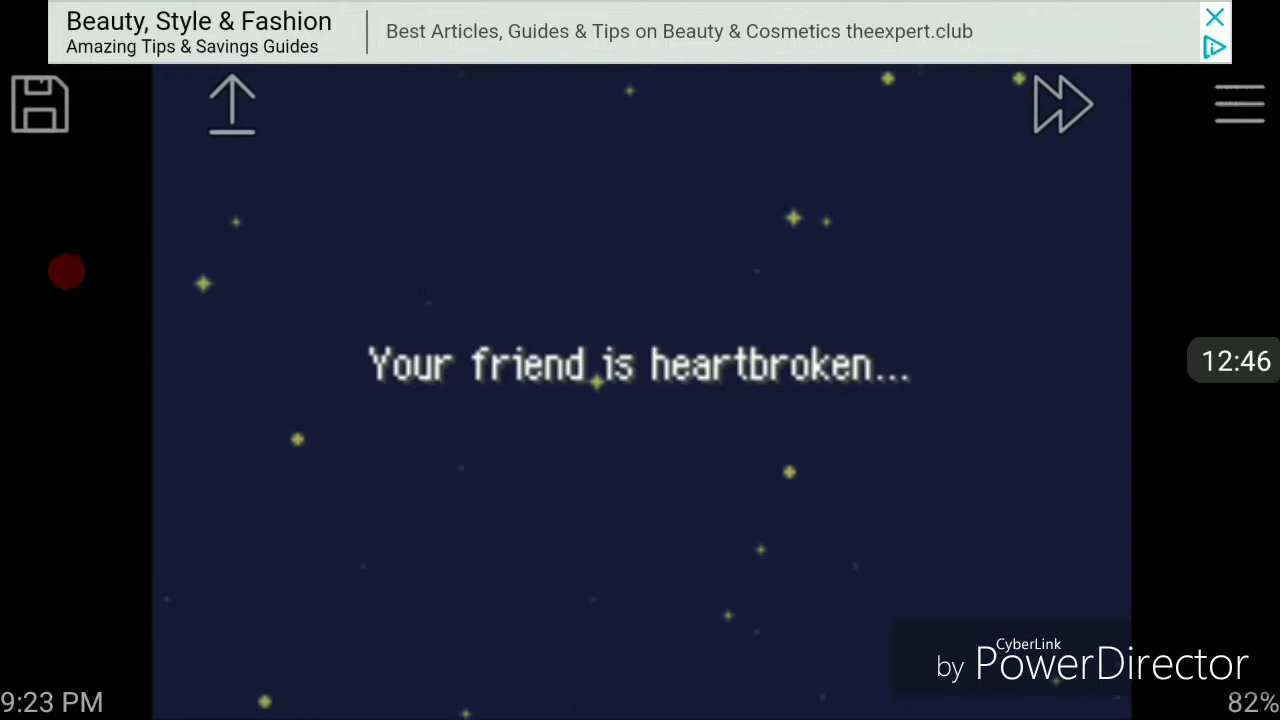 Beauty, Style & Fashion
Amazing Tips & Savings Guides
Best Articles, Guides & Tips on Beauty & Cosmetics theexpert.club
Your friend is heartbroken...
12:46
CyberLink
by PowerDirector
9:23 PM
82%